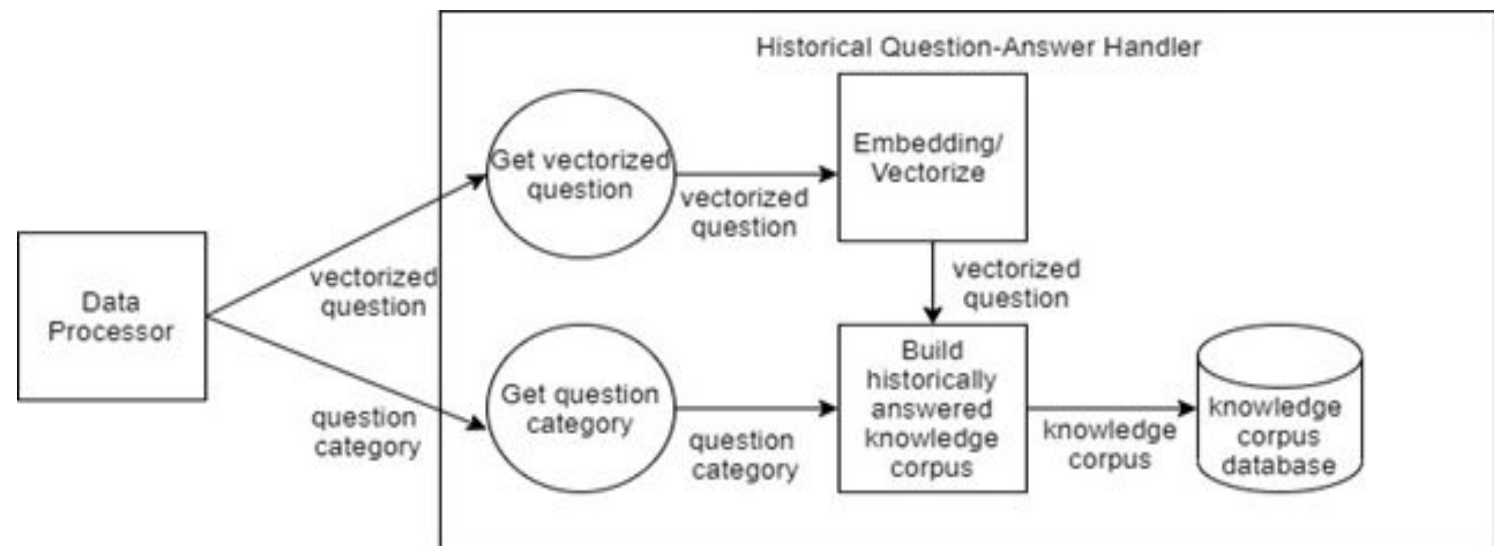 Historical Question-Answer Handler
Get vectorized
question
vectorized
question
Embedding/
Vectorize
Data
Processor
vectorized
question
vectorized
question
question
category
Get question
category
question
category
Build
historically
answered
knowledge
corpus
knowledge
corpus
knowledge
corpus
database